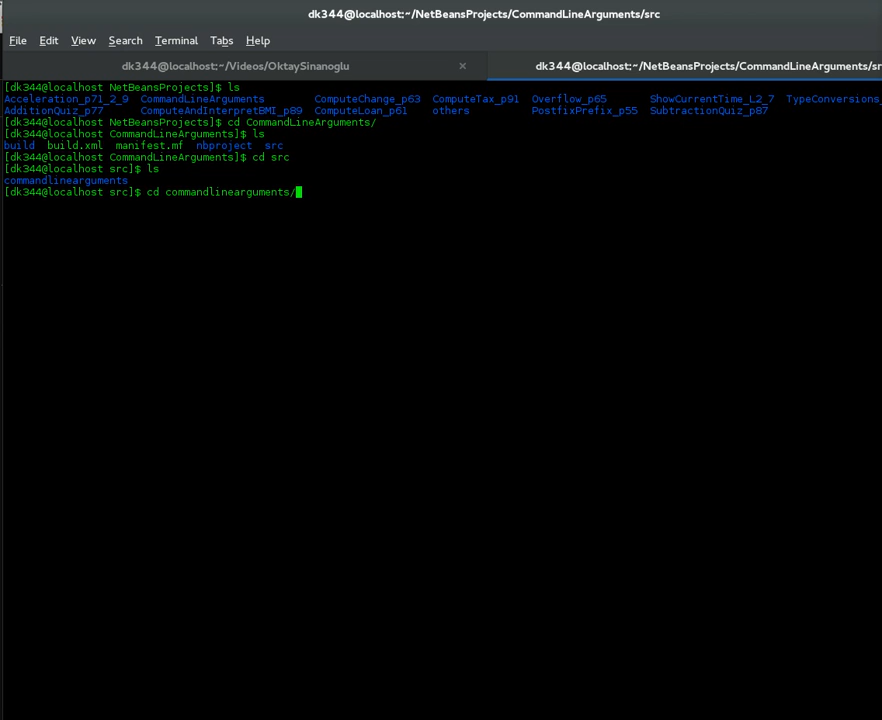 dk344@localhost:~/NetBeansProjects/CommandLineArguments/src
File Edit View Search Terminal Tabs Help
dk344@localhost:~/Videos/OktaySinanoglu × dk344@localhost:~/NetBeansProjects/CommandLineArguments/sr
[dk344@localhost NetBeansProjects]$ ls
Acceleration_p71_2_9 CommandLineArguments ComputeChange_p63 ComputeTax_p91 Overflow_p65 ShowCurrentTime_L2_7 TypeConversions_
AdditionQuiz_p77 ComputeAndInterpretBMI_p89 ComputeLoan_p61 others PostfixPrefix_p55 SubtractionQuiz_p87
[dk344@localhost NetBeansProjects]$ cd CommandLineArguments/
[dk344@localhost CommandLineArguments]$ ls
build build.xml manifest.mf nbproject src
[dk344@localhost CommandLineArguments]$ cd src
[dk344@localhost src]$ ls
commandlinearguments
[dk344@localhost src]$ cd commandlinearguments/